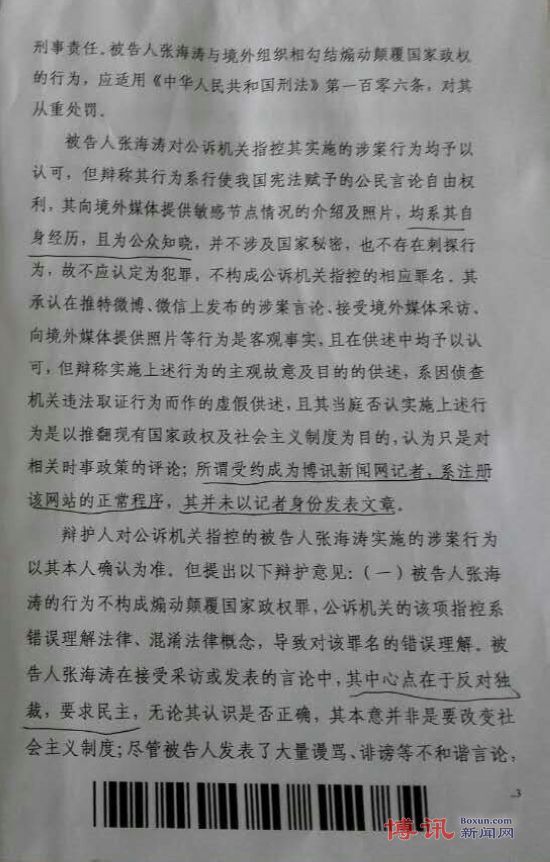 刑事责任。被告人张海涛与境外组织相勾结煽动颠覆国家政权
的行为，应适用《中华人民共和国刑法》第一百零六条，对其
从重处罚。
被告人张海涛对公诉机关指控其实施的涉案行为均予以
认可，但辩称其行为系行使我国宪法赋予的公民言论自由权
利，其向境外媒体提供敏感节点情况的介绍及照片，均系其自
身经历，且为公众知晓，并不涉及国家秘密，也不存在刺探行
为，故不应认定为犯罪，不构成公诉机关指控的相应罪名。其
承认在推特微博、微信上发布的涉案言论、接受境外媒体采访、
向境外媒体提供照片等行为是客观事实，且在供述中均予以认
可，但辩称实施上述行为的主观故意及目的的供述，系因侦查
机关违法取证行为而作的虚假供述，且其当庭否认实施上述行
为是以推翻现有国家政权及社会主义制度为目的，认为只是对
相关时事政策的评论；所谓受约成为博讯新闻网记者，系注册
该网站的正常程序，其并未以记者身份发表文章。
辩护人对公诉机关指控的被告人张海涛实施的涉案行为
以其本人确认为准。但提出以下辩护意见：（一）被告人张海
涛的行为不构成煽动颠覆国家政权罪，公诉机关的该项指控系
错误理解法律、混淆法律概念，导致对该罪名的错误理解。被
告人张海涛在接受采访或发表的言论中，其中心点在于反对独
裁，要求民主，无论其认识是否正确，其本意并非是要改变社
会主义制度；尽管被告人发表了大量谩骂、诽谤等不和谐言论，
3
博讯 Boxun.com
新闻网